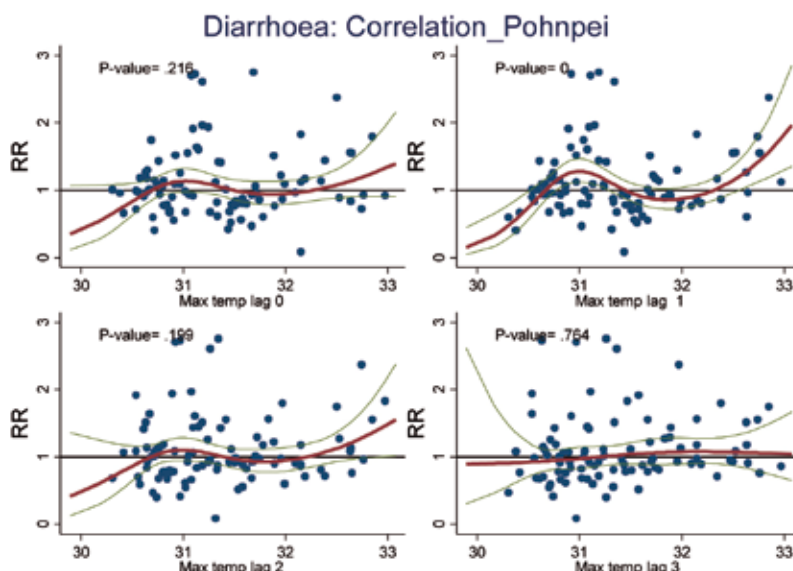 Diarrhoea: Correlation_Pohnpei
P-value= .216
P-value= 0
RR
RR
3
2
1
0
3
2
1
0
30 31 32 33
30 31 32 33
Max temp lag 0
Max temp lag 1
P-value= .199
P-value= .764
RR
RR
3
2
1
0
3
2
1
0
30 31 32 33
30 31 32 33
Max temp lag 2
Max temp lag 3